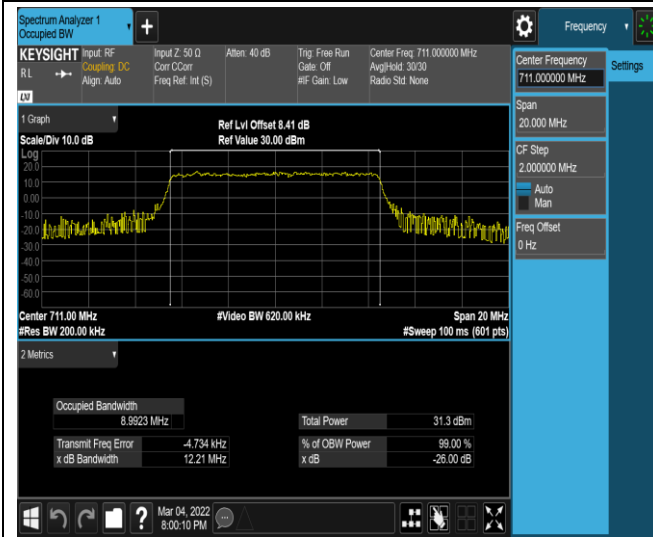 Spectrum Analyzer 1
Occupied BW
Frequency
KEYSIGHT
RL
LXI
Input: RF
Coupling: DC
Align: Auto
Input Z: 50 Ω
Corr CCorr
Freq Ref: Int (S)
Atten: 40 dB
Trig: Free Run
Gate: Off
#IF Gain: Low
Center Freq: 711.000000 MHz
Avg|Hold: 30/30
Radio Std: None
Center Frequency
711.000000 MHz
Settings
Span
20.000 MHz
CF Step
2.000000 MHz
Auto
Man
Freq Offset
0 Hz
1 Graph
Scale/Div 10.0 dB
Ref Lvl Offset 8.41 dB
Ref Value 30.00 dBm
Log
20.0
10.0
0.00
-10.0
-20.0
-30.0
-40.0
-50.0
-60.0
Center 711.00 MHz
#Video BW 620.00 kHz
Span 20 MHz
#Res BW 200.00 kHz
#Sweep 100 ms (601 pts)
2 Metrics
Occupied Bandwidth
8.9923 MHz
Total Power 31.3 dBm
Transmit Freq Error -4.734 kHz
% of OBW Power 99.00 %
x dB Bandwidth 12.21 MHz
x dB -26.00 dB
?
Mar 04, 2022
8:00:10 PM